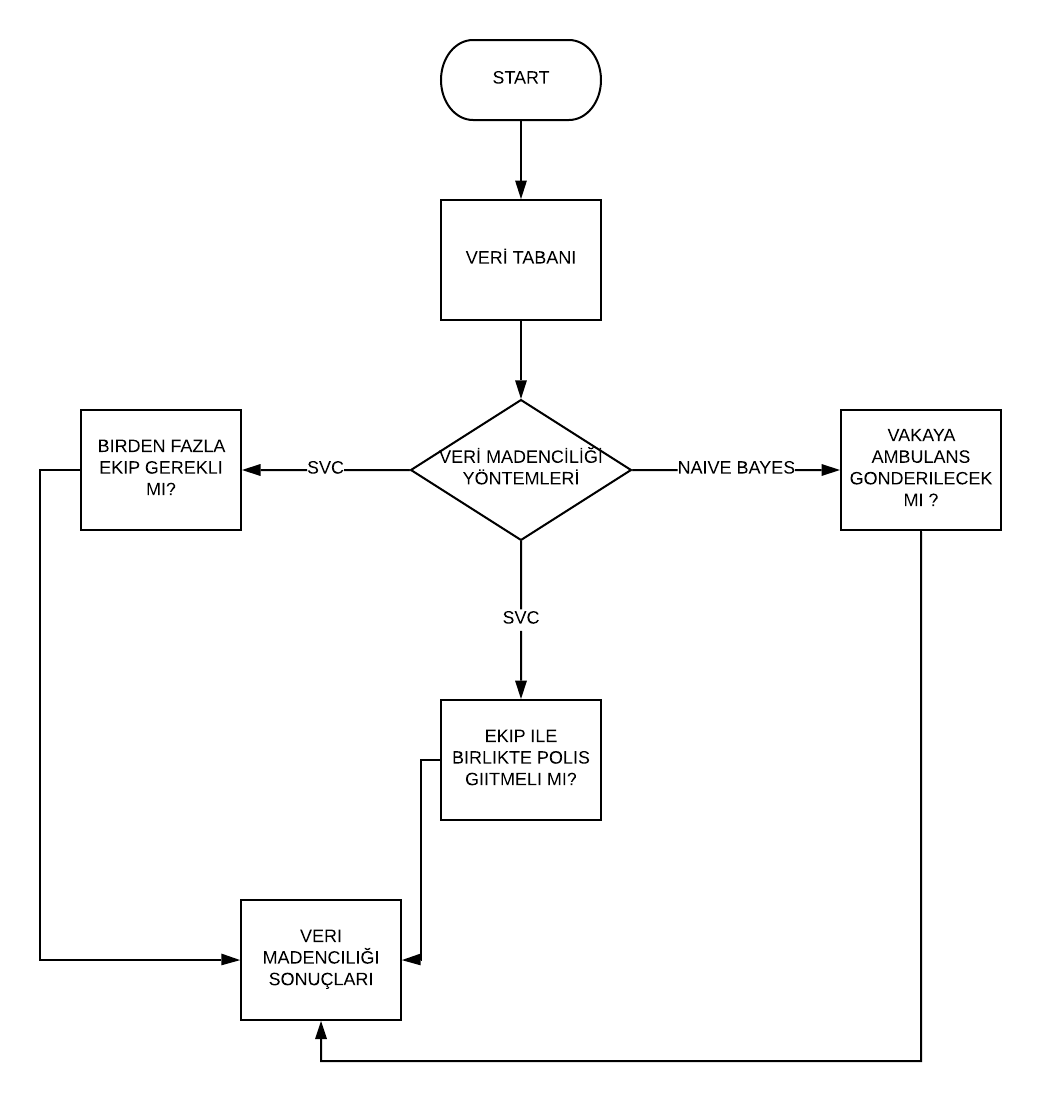 START
VERİ TABANI
VERİ MADENCİLİĞİ
YÖNTEMLERİ
SVC
BIRDEN FAZLA
EKIP GEREKLI
MI?
NAIVE BAYES
VAKAYA
AMBULANS
GONDERILECEK
MI ?
SVC
EKIP ILE
BIRLIKTE POLIS
GIITMELI MI?
VERI
MADENCILIĞI
SONUÇLARI